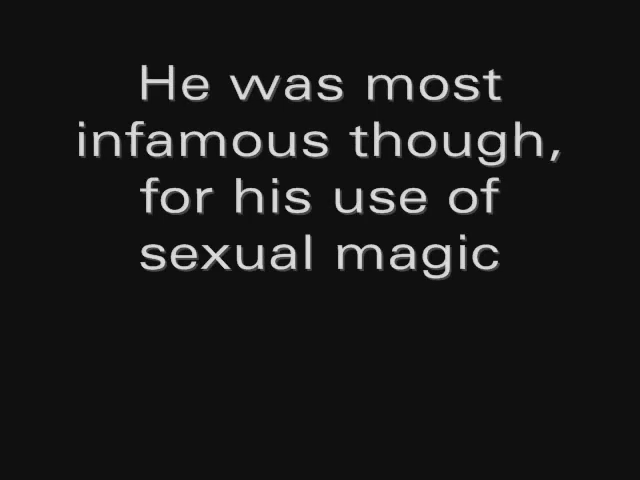 He was most
infamous though,
for his use of
sexual magic